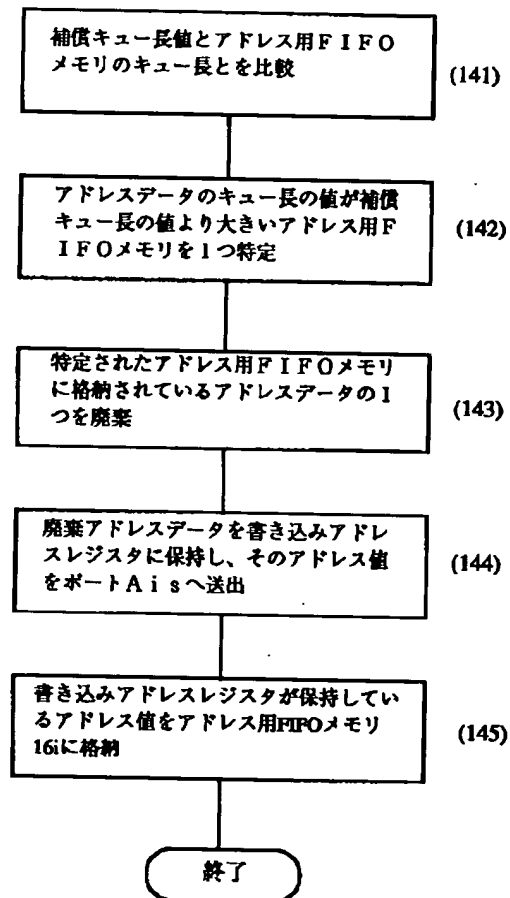 補償キュー長値とアドレス用FIFO
メモリのキュー長とを比較
(141)
アドレスデータのキュー長の値が補償
キュー長の値より大きいアドレス用F
IFOメモリを1つ特定
(142)
特定されたアドレス用FIFOメモリ
に格納されているアドレスデータの1
つを廃棄
(143)
廃棄アドレスデータを書き込みアドレ
スレジスタに保持し、そのアドレス値
をポートAisへ送出
(144)
書き込みアドレスレジスタが保持してい
るアドレス値をアドレス用FIFOメモリ
16iに格納
(145)
終了